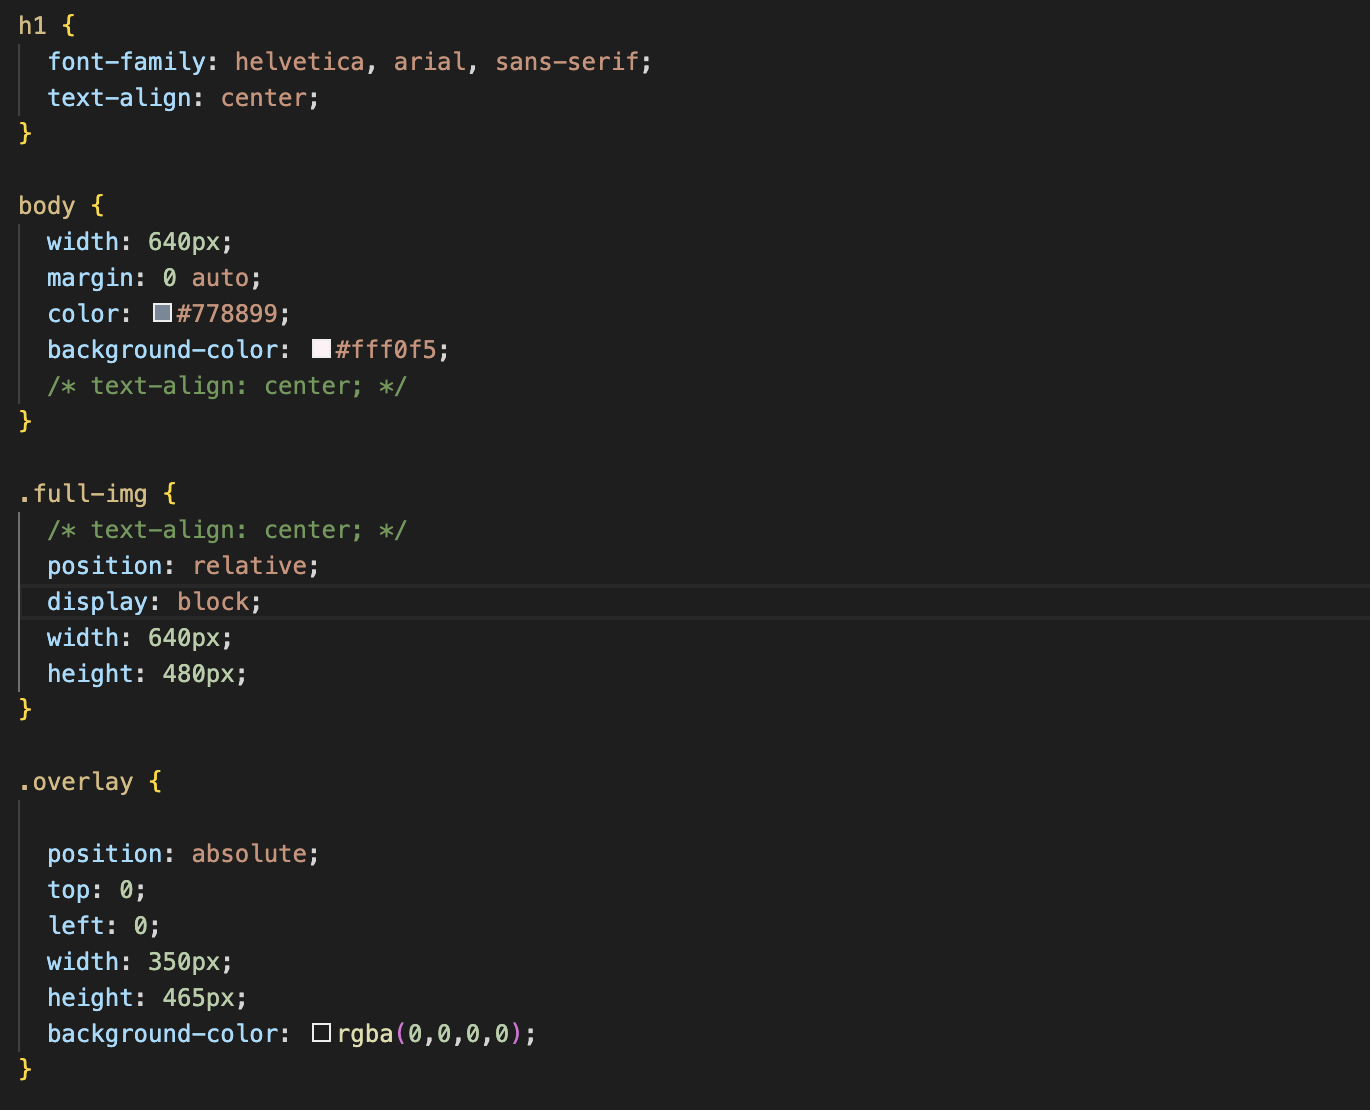 h1 {
font-family: helvetica, arial, sans-serif;
text-align: center;
}
body {
width: 640px;
margin: 0 auto;
color: #778899;
background-color: #fff0f5;
/* text-align: center; */
}
.full-img {
/* text-align: center; */
position: relative;
display: block;
width: 640px;
height: 480px;
}
.overlay {
position: absolute;
top: 0;
left: 0;
width: 350px;
height: 465px;
background-color: rgba(0,0,0,0);
}